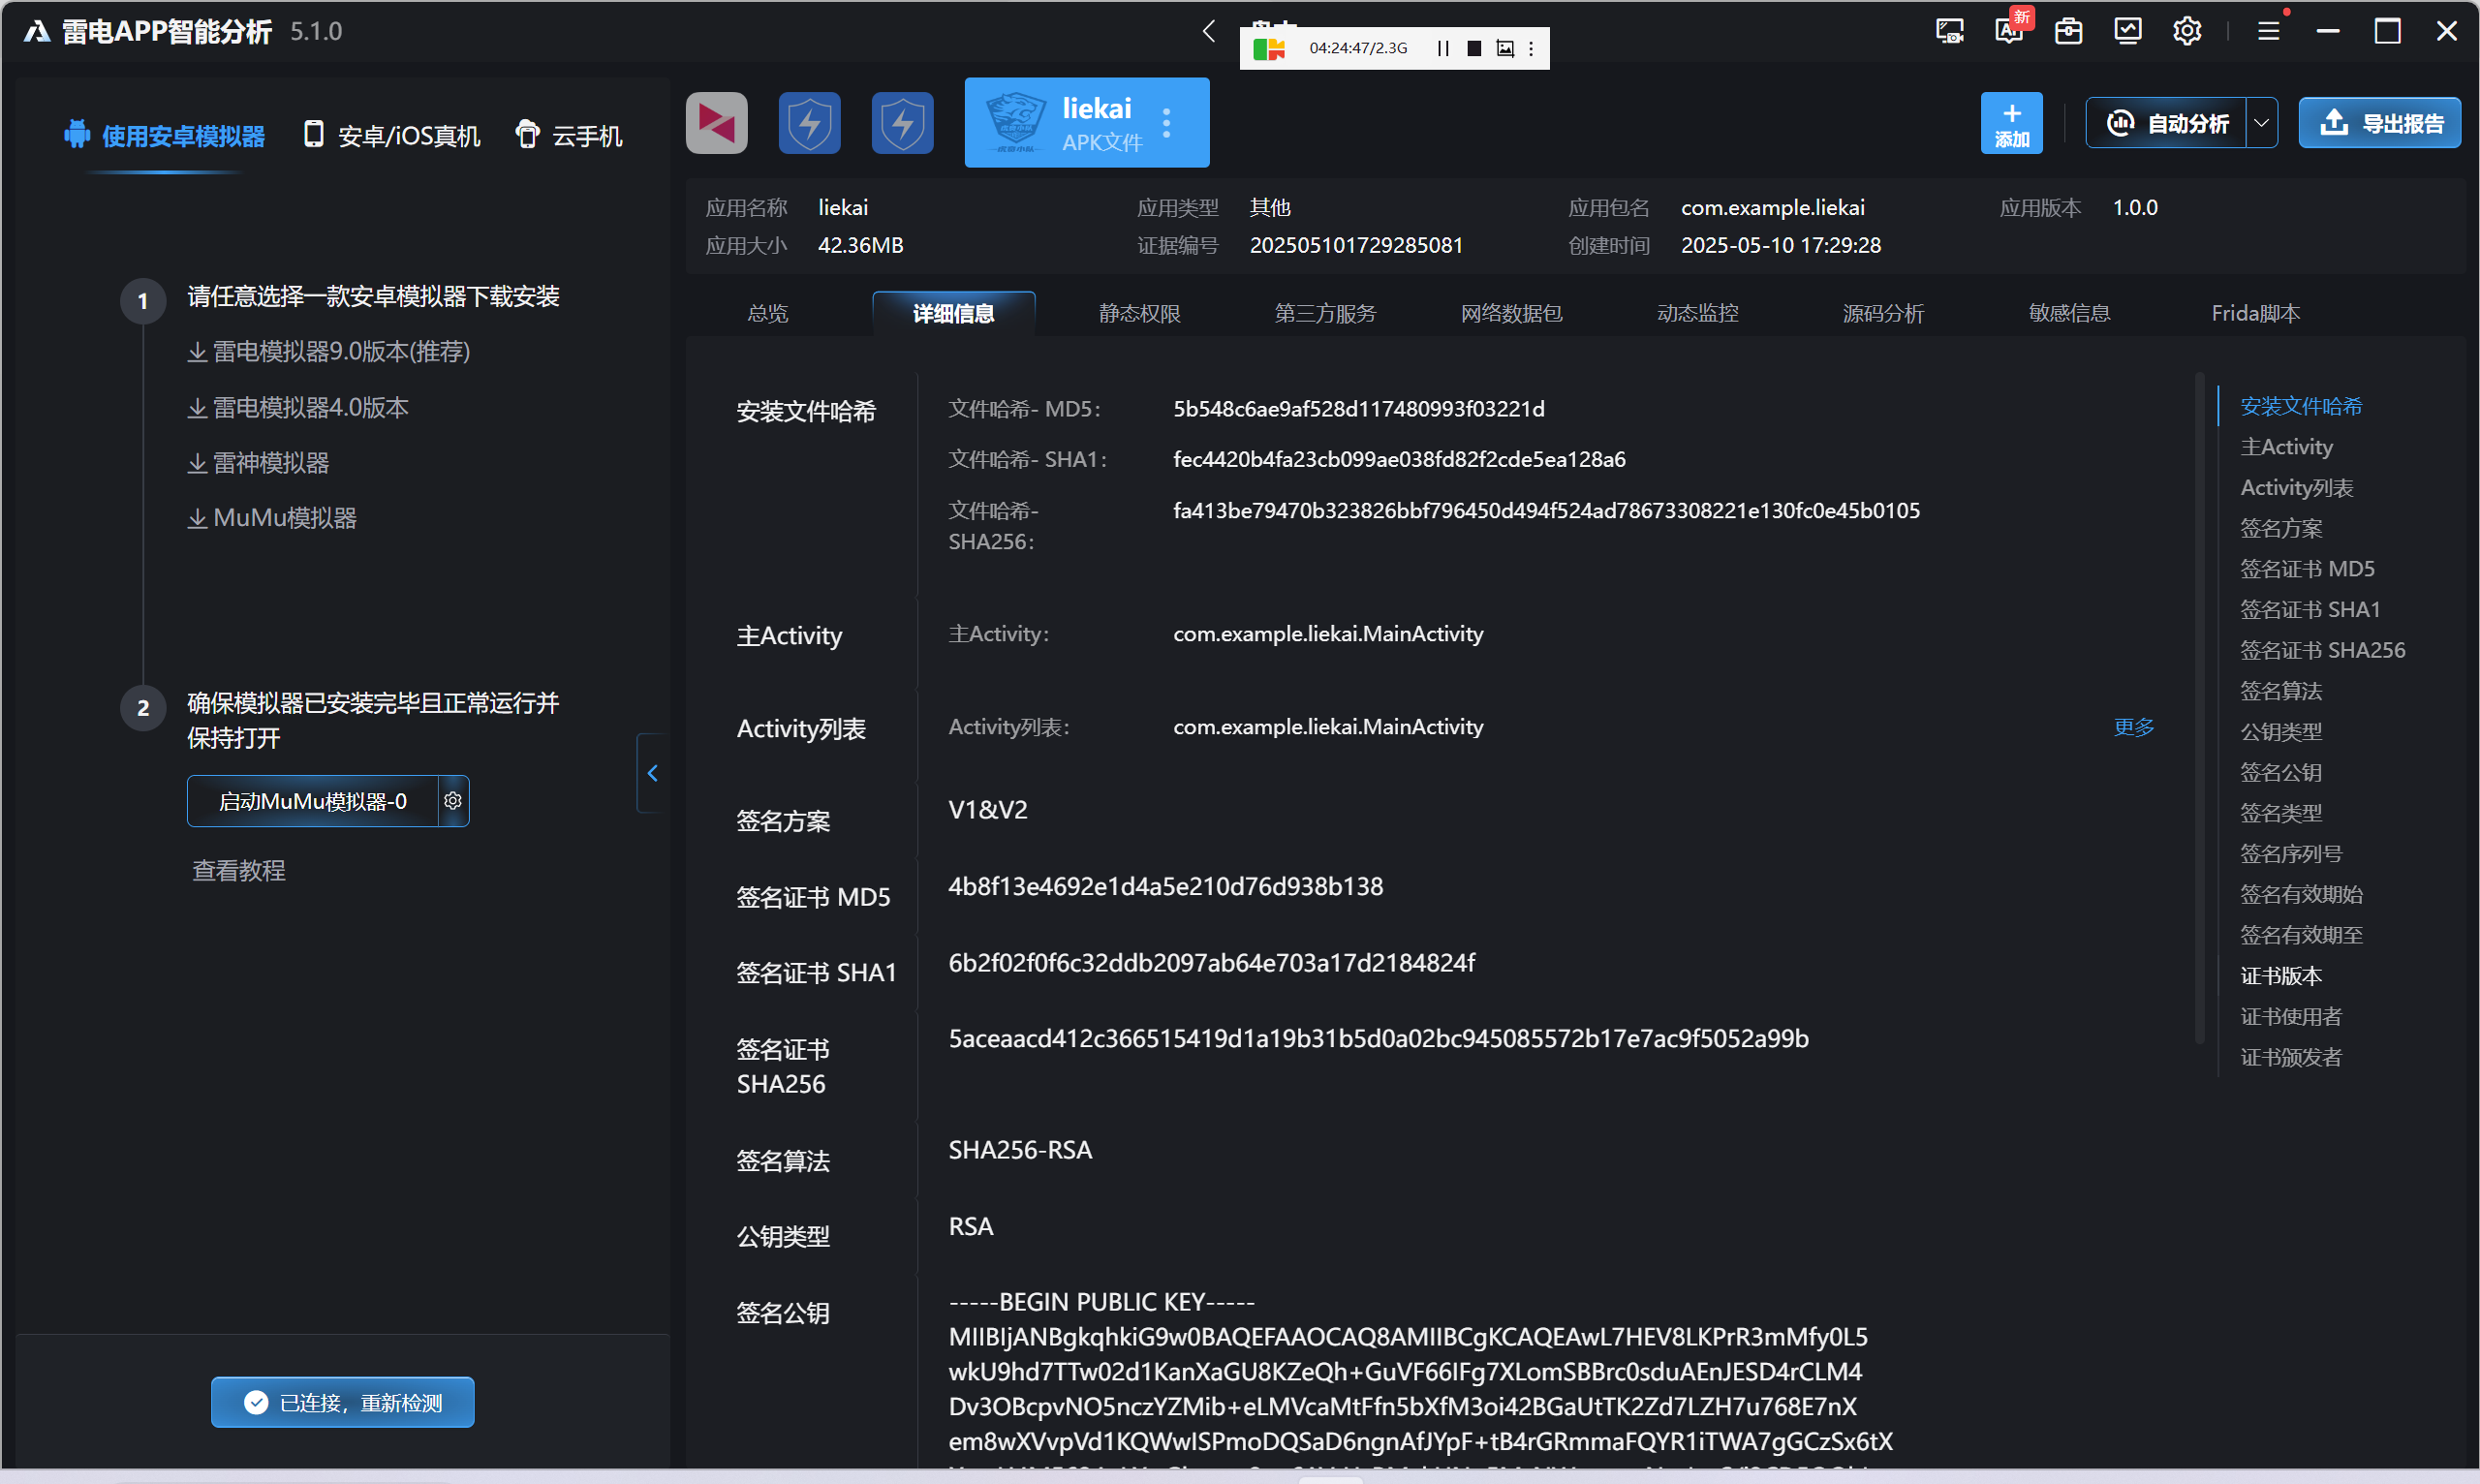 雷电APP智能分析 5.1.0
04:24:47/2.3G
新
使用安卓模拟器
安卓/iOS真机
云手机
1
请任意选择一款安卓模拟器下载安装
雷电模拟器9.0版本(推荐)
雷电模拟器4.0版本
雷神模拟器
MuMu模拟器
2
确保模拟器已安装完毕且正常运行并
保持打开
启动MuMu模拟器-0
查看教程
已连接，重新检测
liekai
APK文件
添加
自动分析
导出报告
应用名称 liekai
应用类型 其他
应用包名 com.example.liekai
应用版本 1.0.0
应用大小 42.36MB
证据编号 202505101729285081
创建时间 2025-05-10 17:29:28
总览
详细信息
静态权限
第三方服务
网络数据包
动态监控
源码分析
敏感信息
Frida脚本
安装文件哈希
文件哈希- MD5： 5b548c6ae9af528d117480993f03221d
文件哈希- SHA1： fec4420b4fa23cb099ae038fd82f2cde5ea128a6
文件哈希- fa413be79470b323826bbf796450d494f524ad78673308221e130fc0e45b0105
SHA256：
主Activity
主Activity： com.example.liekai.MainActivity
Activity列表
Activity列表： com.example.liekai.MainActivity 更多
签名方案 V1&V2
签名证书 MD5 4b8f13e4692e1d4a5e210d76d938b138
签名证书 SHA1 6b2f02f0f6c32ddb2097ab64e703a17d2184824f
签名证书 5aceaacd412c366515419d1a19b31b5d0a02bc945085572b17e7ac9f5052a99b
SHA256
签名算法 SHA256-RSA
公钥类型 RSA
签名公钥 -----BEGIN PUBLIC KEY-----
MIIBIjANBgkqhkiG9w0BAQEFAAOCAQ8AMIIBCgKCAQEAwL7HEV8LKPrR3mMfy0L5
wkU9hd7TTw02d1KanXaGU8KZeQh+GuVF66IFg7XLomSBBrc0sduAEnJESD4rCLM4
Dv3OBcpvNO5nczYZMib+eLMVcaMtFfn5bXfM3oi42BGaUtTK2Zd7LZH7u768E7nX
em8wXVvpVd1KQWwISPmoDQSaD6ngnAfJYpF+tB4rGRmmaFQYR1iTWA7gGCzSx6tX
安装文件哈希
主Activity
Activity列表
签名方案
签名证书 MD5
签名证书 SHA1
签名证书 SHA256
签名算法
公钥类型
签名公钥
签名类型
签名序列号
签名有效期始
签名有效期至
证书版本
证书使用者
证书颁发者